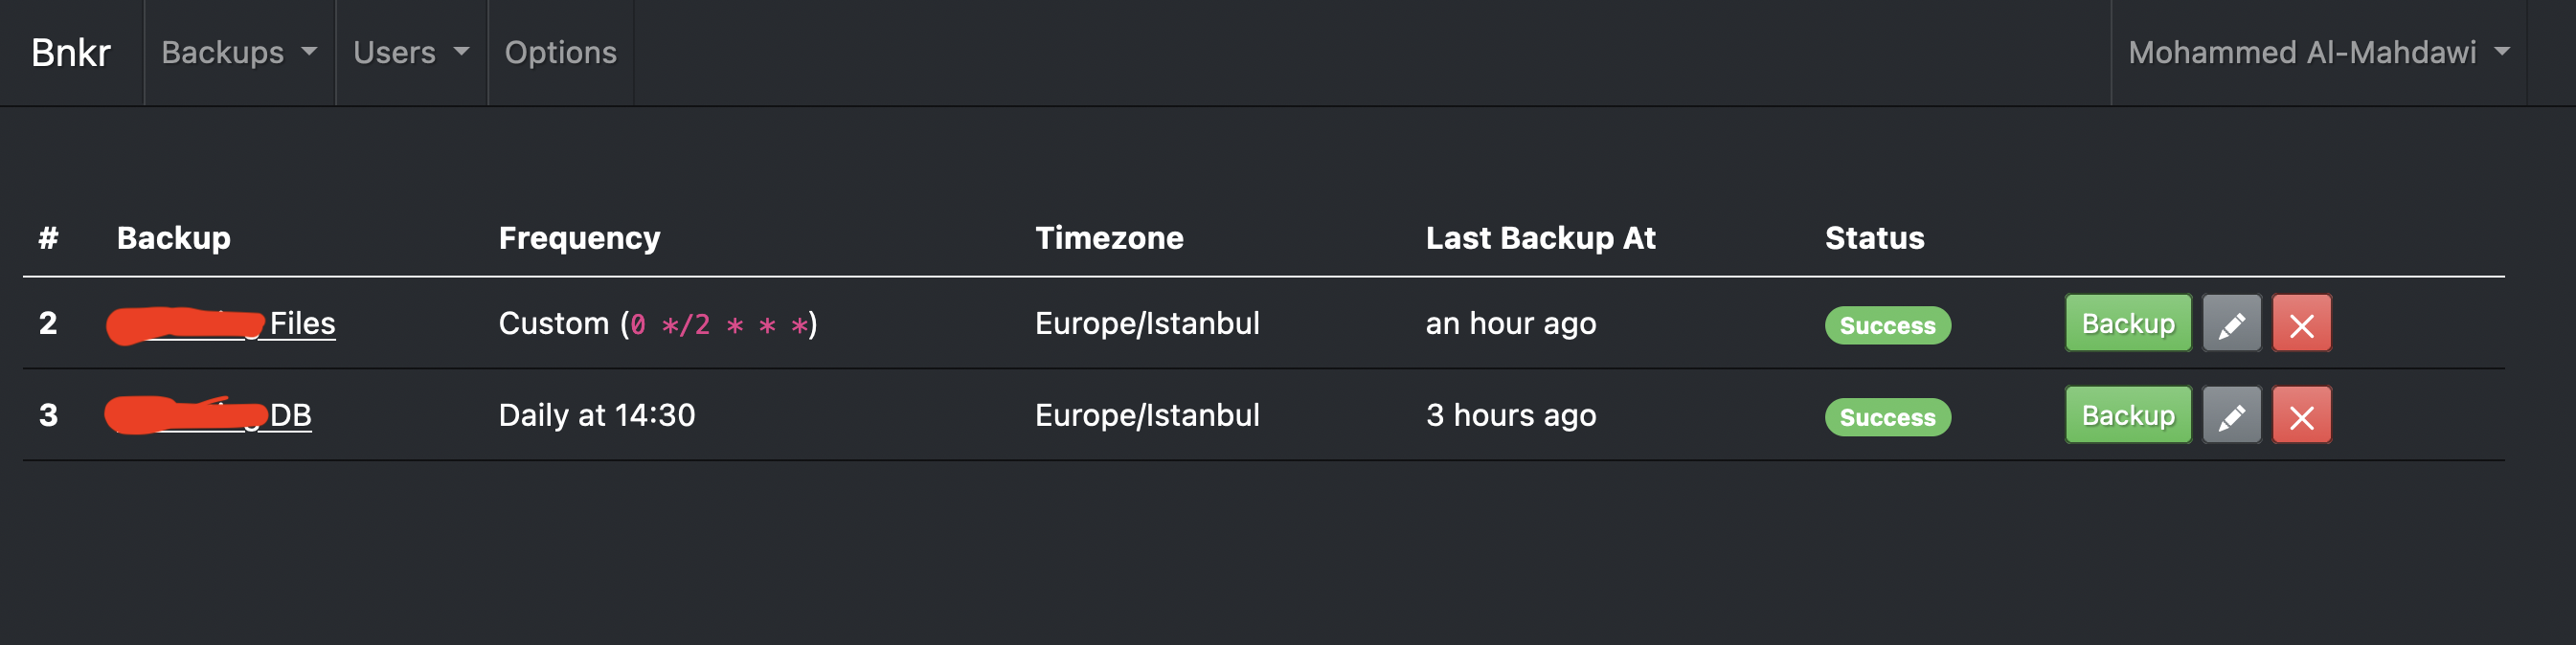 Bnkr Backups Users Options Mohammed Al-Mahdawi
# Backup Frequency Timezone Last Backup At Status
2 Files Custom (0 */2 * * *) Europe/Istanbul an hour ago Success Backup
3 DB Daily at 14:30 Europe/Istanbul 3 hours ago Success Backup